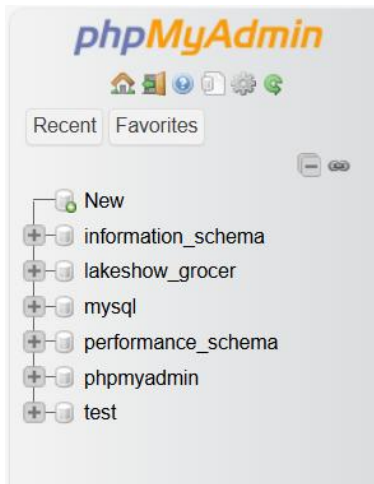 phpMyAdmin
Recent Favorites
New
information_schema
lakeshow_grocer
mysql
performance_schema
phpmyadmin
test